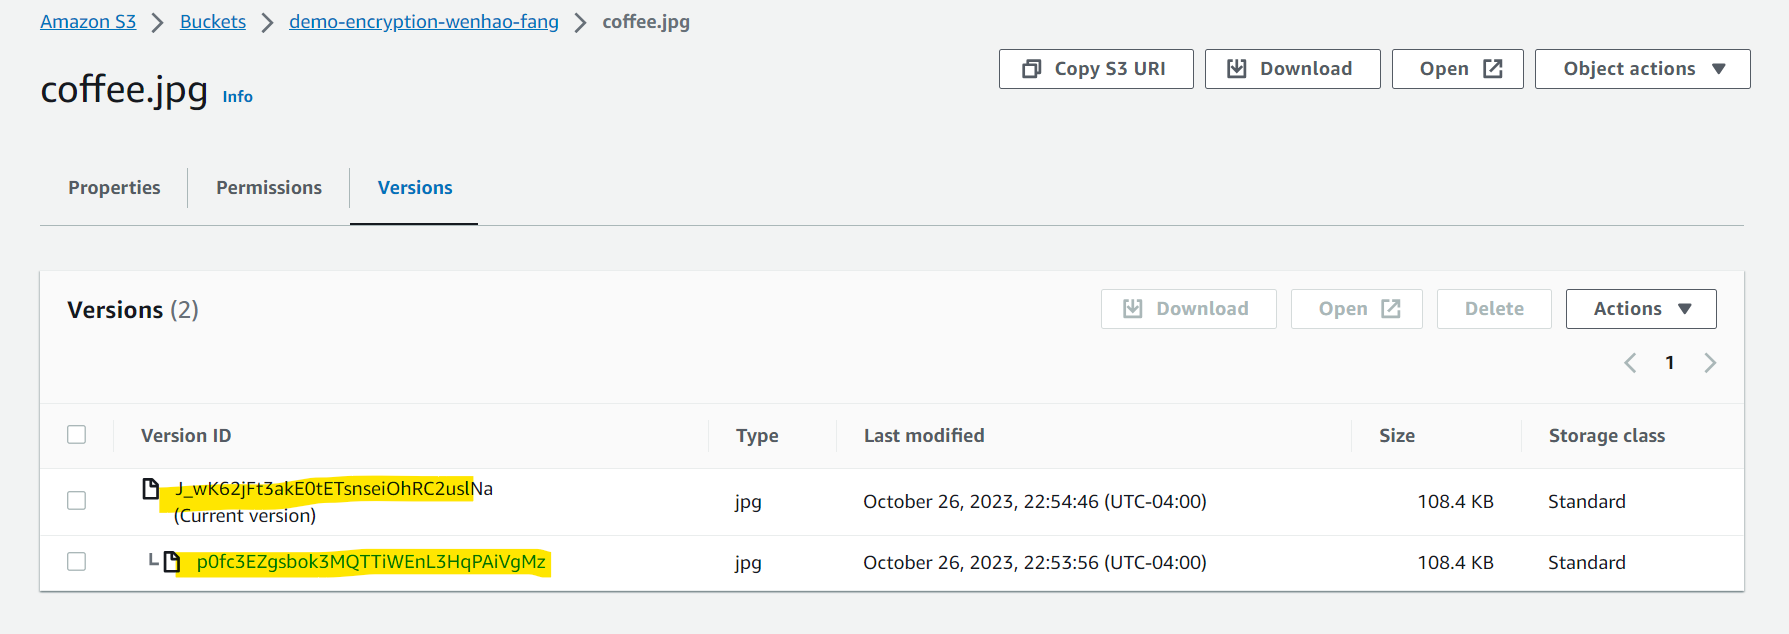 Amazon S3 > Buckets > demo-encryption-wenhao-fang > coffee.jpg
coffee.jpg Info
Copy S3 URI Download Open Object actions
Properties Permissions Versions
Versions (2)
Download Open Delete Actions
1
Version ID Type Last modified Size Storage class
J_wK62jFt3akE0tETsnseiOhRC2uslNa
(Current version)
jpg October 26, 2023, 22:54:46 (UTC-04:00) 108.4 KB Standard
p0fc3EZgsbok3MQTTiWEnL3HqPAiVgMz jpg October 26, 2023, 22:53:56 (UTC-04:00) 108.4 KB Standard